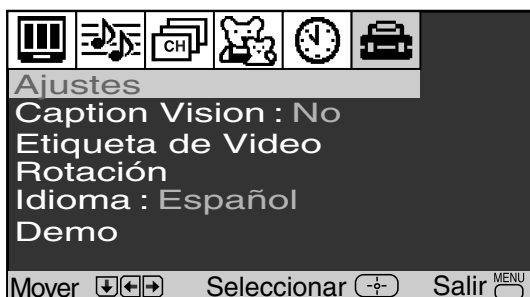 CH
Ajustes
Caption Vision : No
Etiqueta de Video
Rotación
Idioma : Español
Demo
Mover Seleccionar Salir MENU